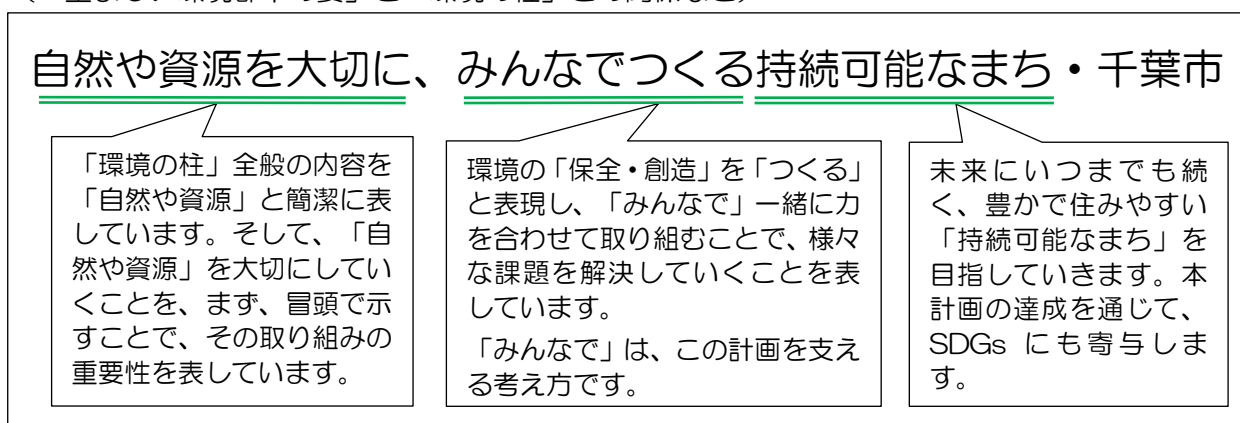 自然や資源を大切に、みんなでつくる持続可能なまち・千葉市
「環境の柱」全般の内容を
「自然や資源」と簡潔に表
しています。そして、「自
然や資源」を大切にしてい
くことを、まず、冒頭で示
すことで、その取り組みの
重要性を表しています。
環境の「保全・創造」を「つくる」
と表現し、「みんなで」一緒に力
を合わせて取り組むことで、様々
な課題を解決していくことを表
しています。
「みんなで」は、この計画を支え
る考え方です。
未来にいつまでも続
く、豊かで住みやすい
「持続可能なまち」を
目指していきます。本
計画の達成を通じて、
SDGs にも寄与しま
す。